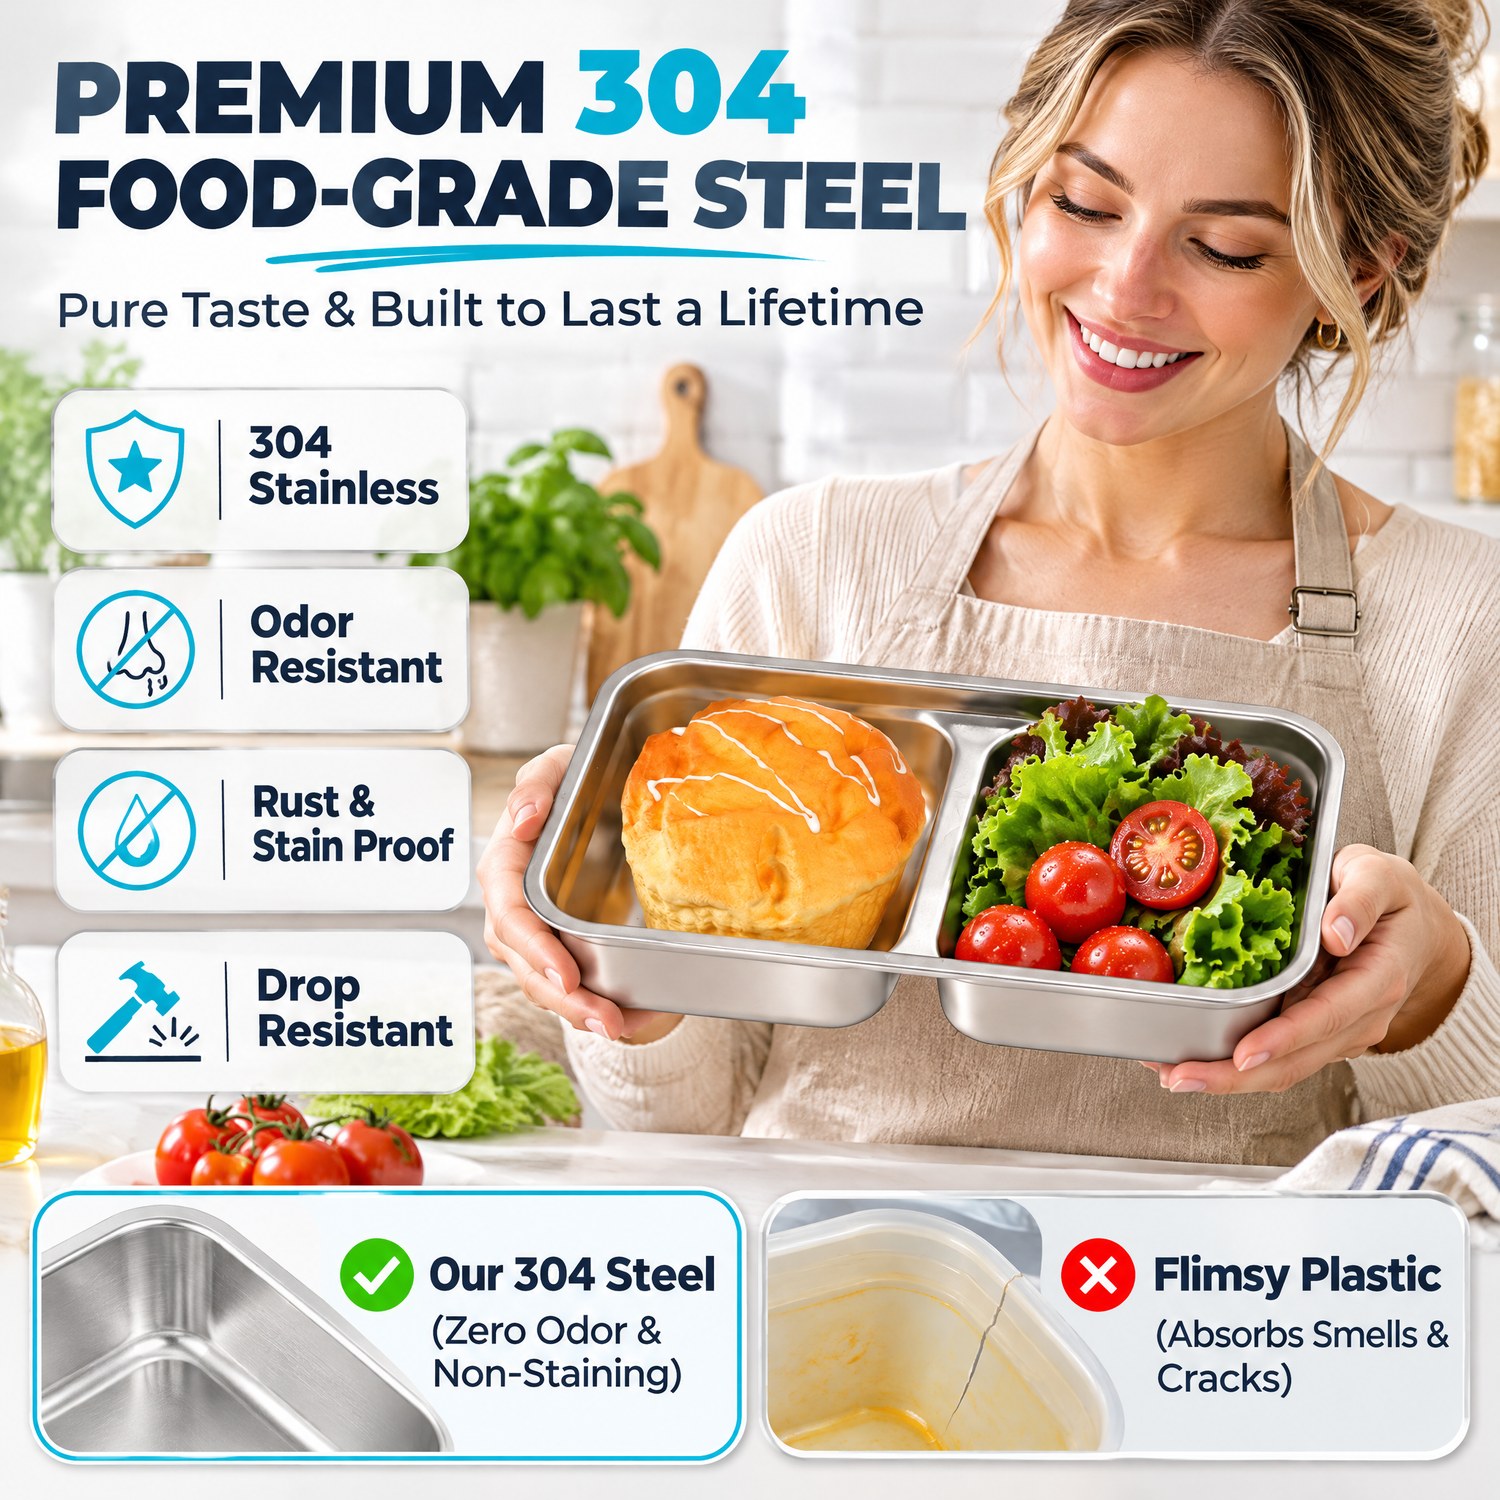 PREMIUM 304
FOOD-GRADE STEEL
Pure Taste & Built to Last a Lifetime
304
Stainless
Odor
Resistant
Rust &
Stain Proof
Drop
Resistant
Our 304 Steel
(Zero Odor &
Non-Staining)
Flimsy Plastic
(Absorbs Smells &
Cracks)